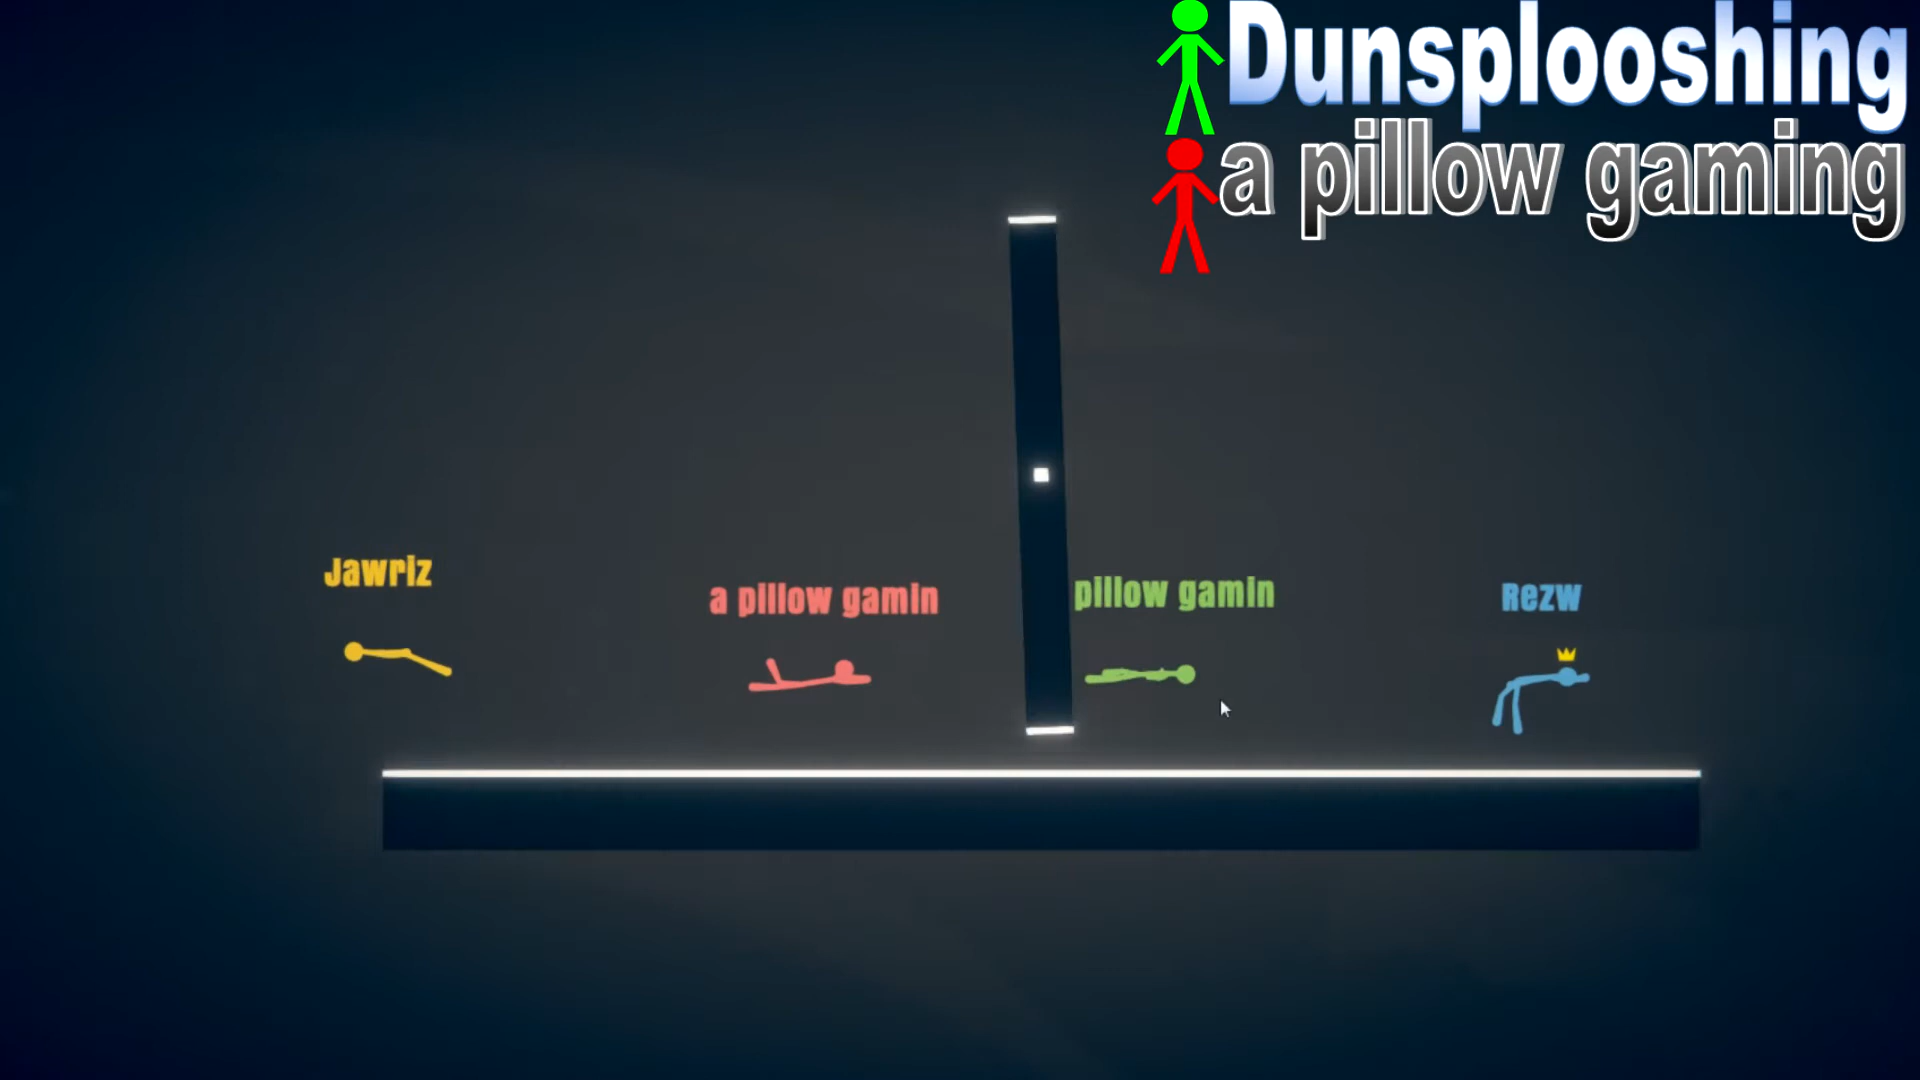 Dunsplooshing
a pillow gaming
Jawriz
a pillow gamin
pillow gamin
Rezw